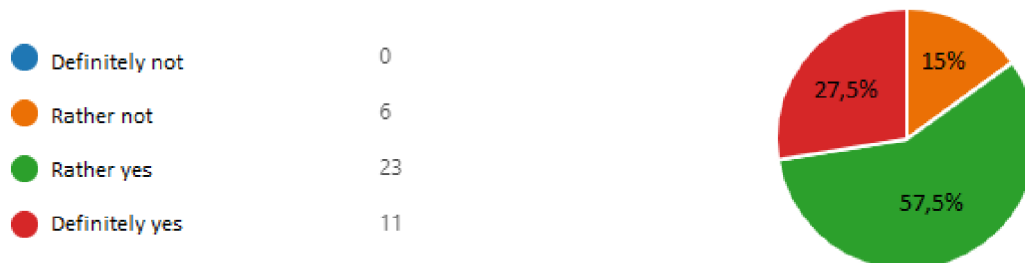 Definitely not 0
Rather not 6
Rather yes 23
Definitely yes 11
15%
27,5%
57,5%